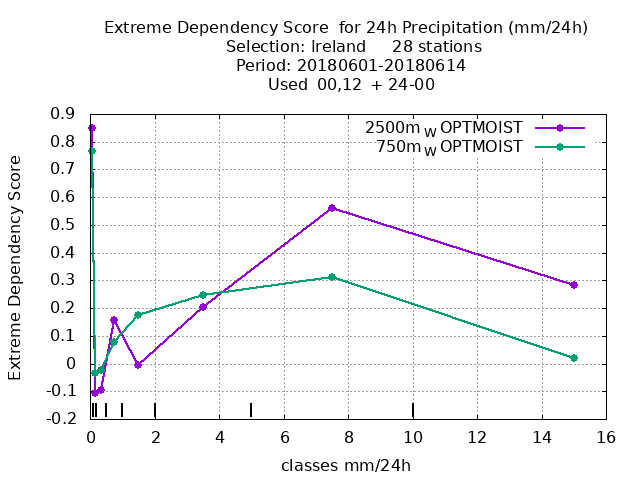 Extreme Dependency Score  for 24h Precipitation (mm/24h)
Selection: Ireland     28 stations
Period: 20180601-20180614
Used  00,12  + 24-00
2500m W OPTMOIST
750m W OPTMOIST
Extreme Dependency Score
0.9
0.8
0.7
0.6
0.5
0.4
0.3
0.2
0.1
0
-0.1
-0.2
0 2 4 6 8 10 12 14 16
classes mm/24h